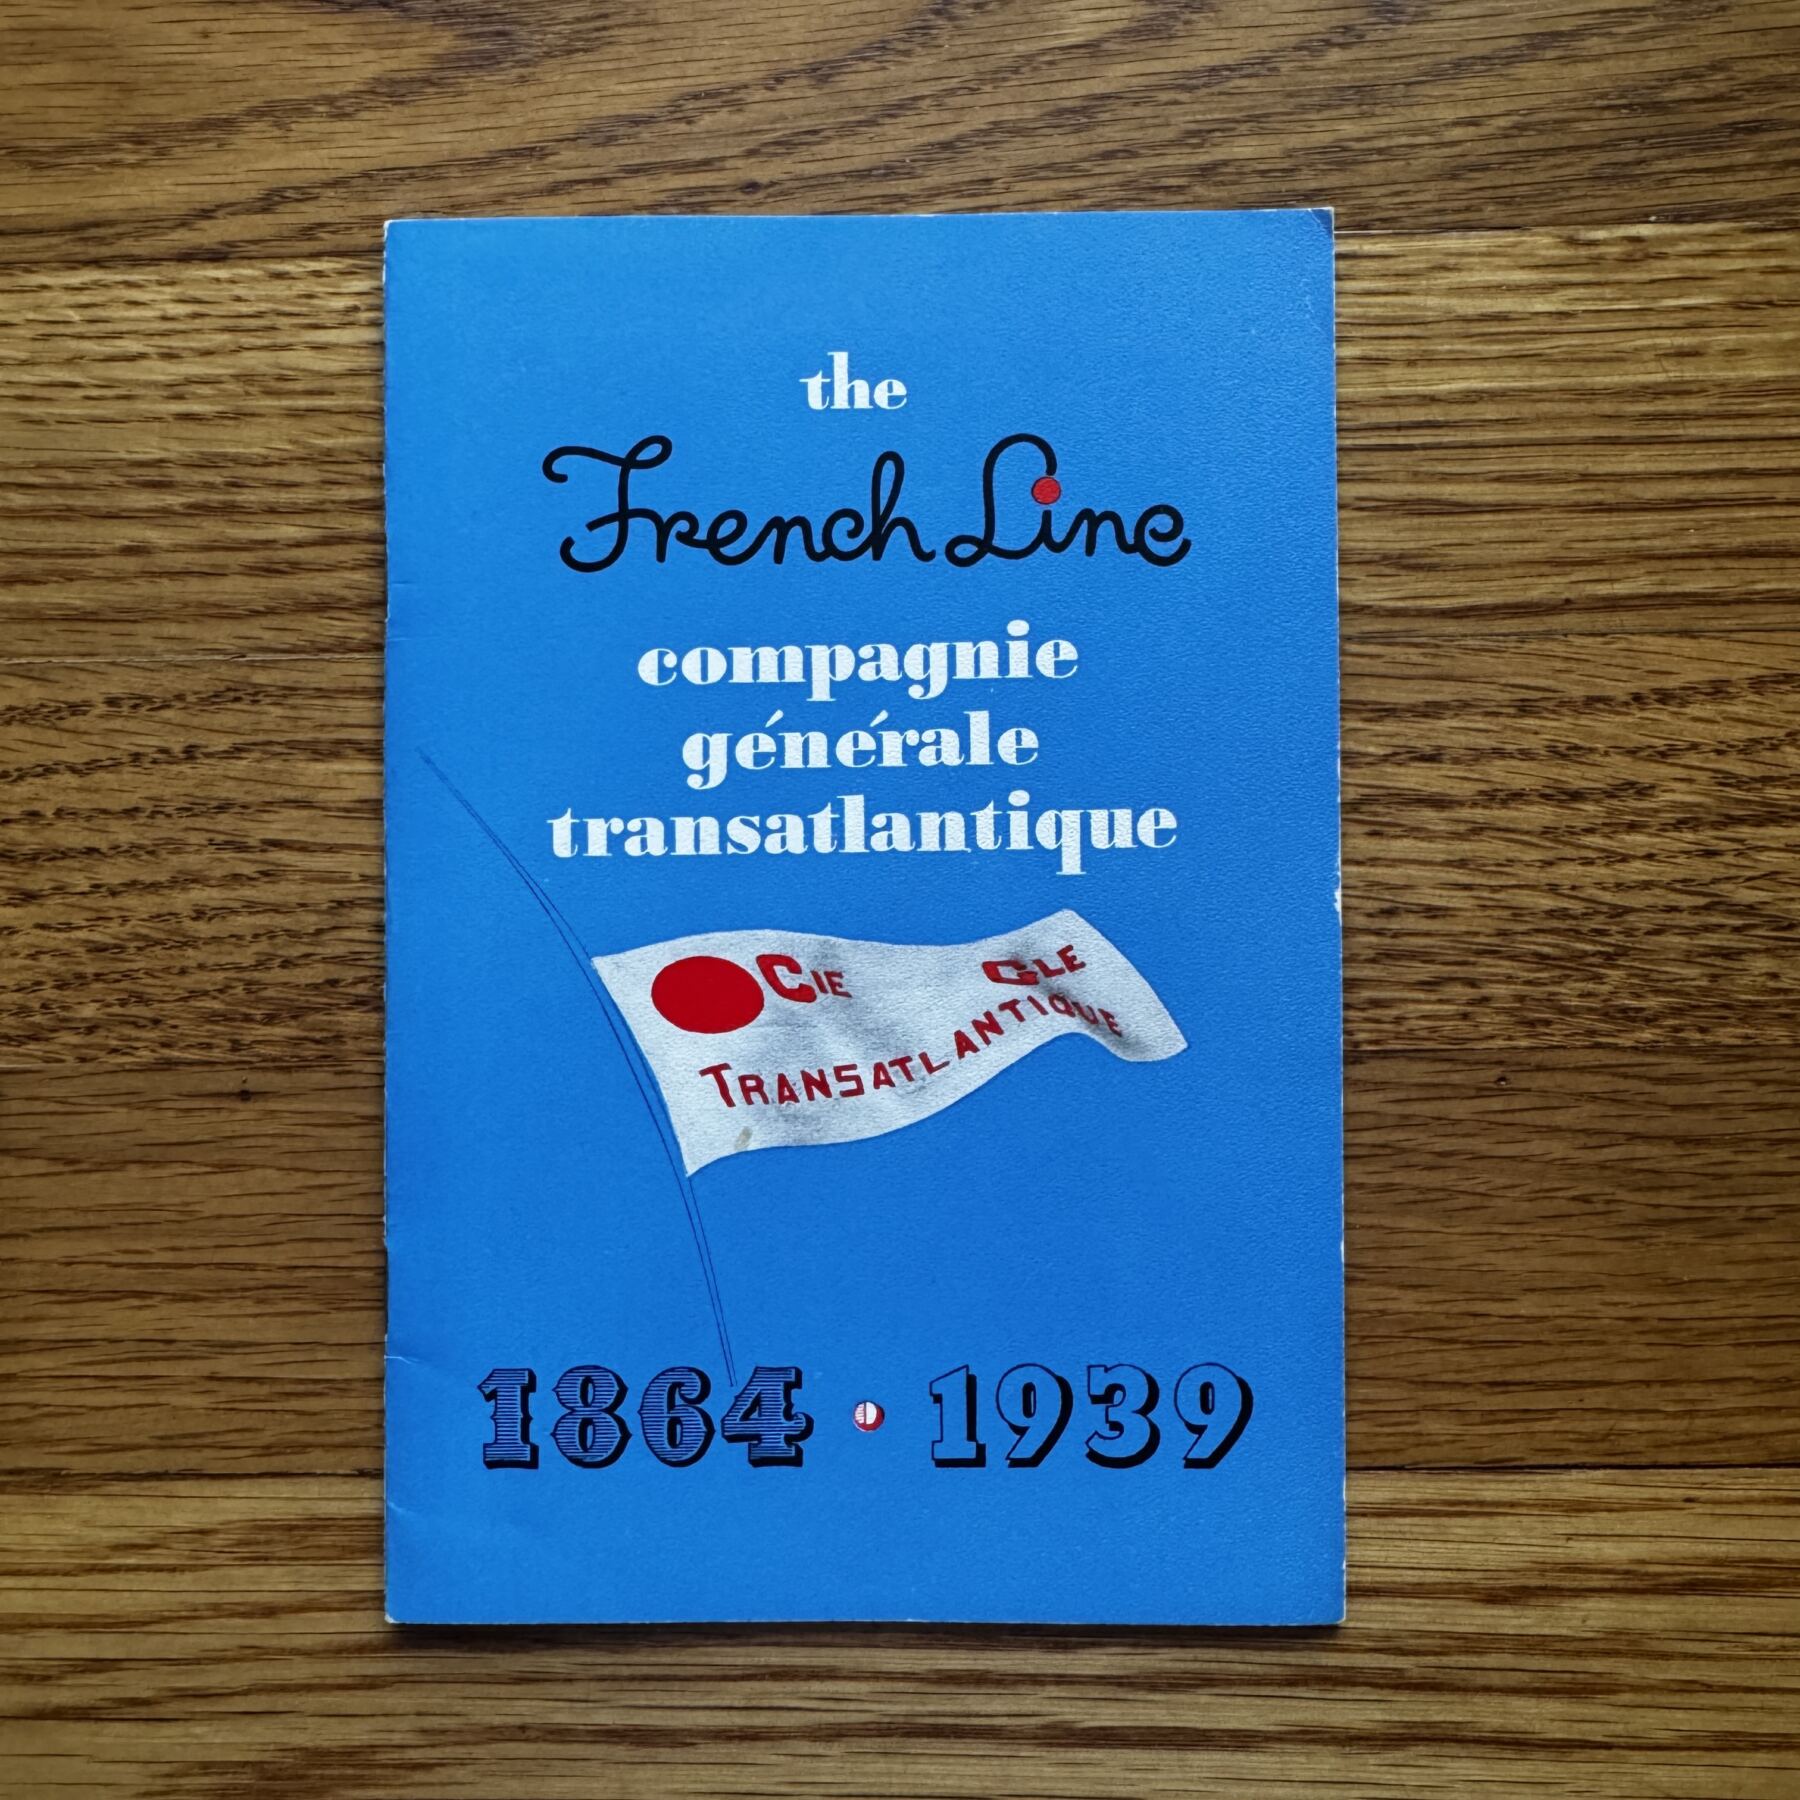 the
French Line
compagnie
générale
transatlantique
CIE GLE
TRANSATLANTIQUE
1864 • 1939